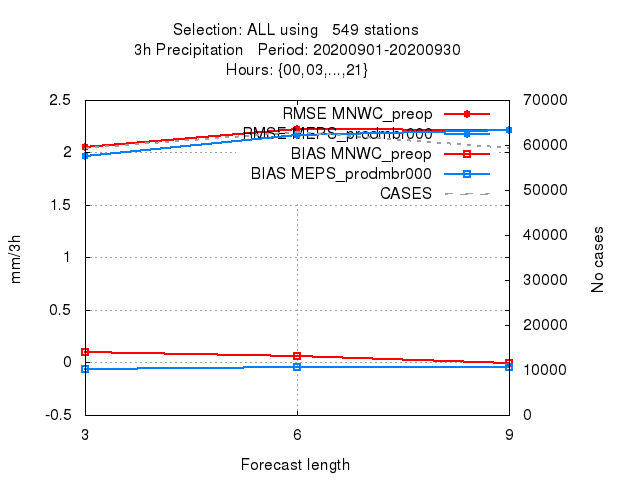 Selection: ALL using 549 stations
3h Precipitation Period: 20200901-20200930
Hours: {00,03,...,21}
2.5
2
1.5
1
0.5
0
-0.5
mm/3h
RMSE MNWC_preop
RMSE MEPS_prodmbr000
BIAS MNWC_preop
BIAS MEPS_prodmbr000
CASES
70000
60000
50000
40000
30000
20000
10000
0
No cases
3 6 9
Forecast length